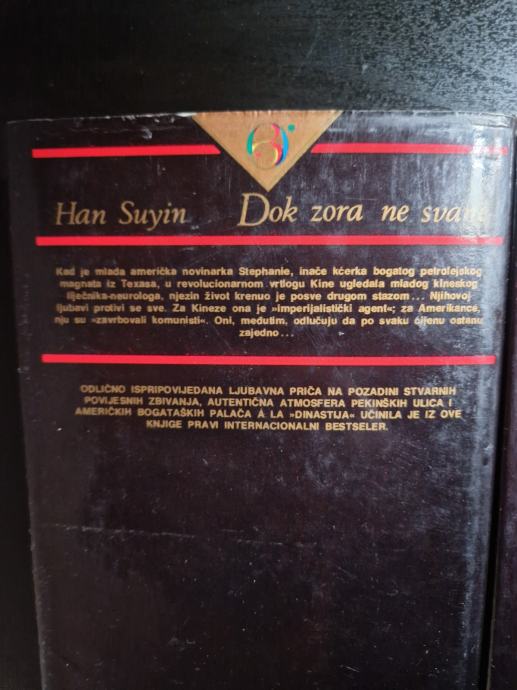 Han Suyin Dok zora ne svane
Kad je mlada američka novinarka Stephanie, inače kćerka bogatog petrolejskog
magnata iz Texasa, u revolucionarnom vrtlogu Kine ugledala mladog kineskog
liječnika-neurologa, njezin život krenuo je posve drugom stazom... Njihovoj
ljubavi protivi se sve. Za Kineze ona je »imperijalistički agent«; za Amerikance,
nju su »zavrbovali komunisti«. Oni, međutim, odlučuju da po svaku cijenu ostanu
zajedno...
ODLIČNO ISPRIPOVIJEDANA LJUBAVNA PRIČA NA POZADINI STVARNIH
POVIJESNIH ZBIVANJA, AUTENTIČNA ATMOSFERA PEKINŠKIH ULICA I
AMERIČKIH BOGATAŠKIH PALAČA Á LA »DINASTIJA« UČINILA JE IZ OVE
KNJIGE PRAVI INTERNACIONALNI BESTSELER.